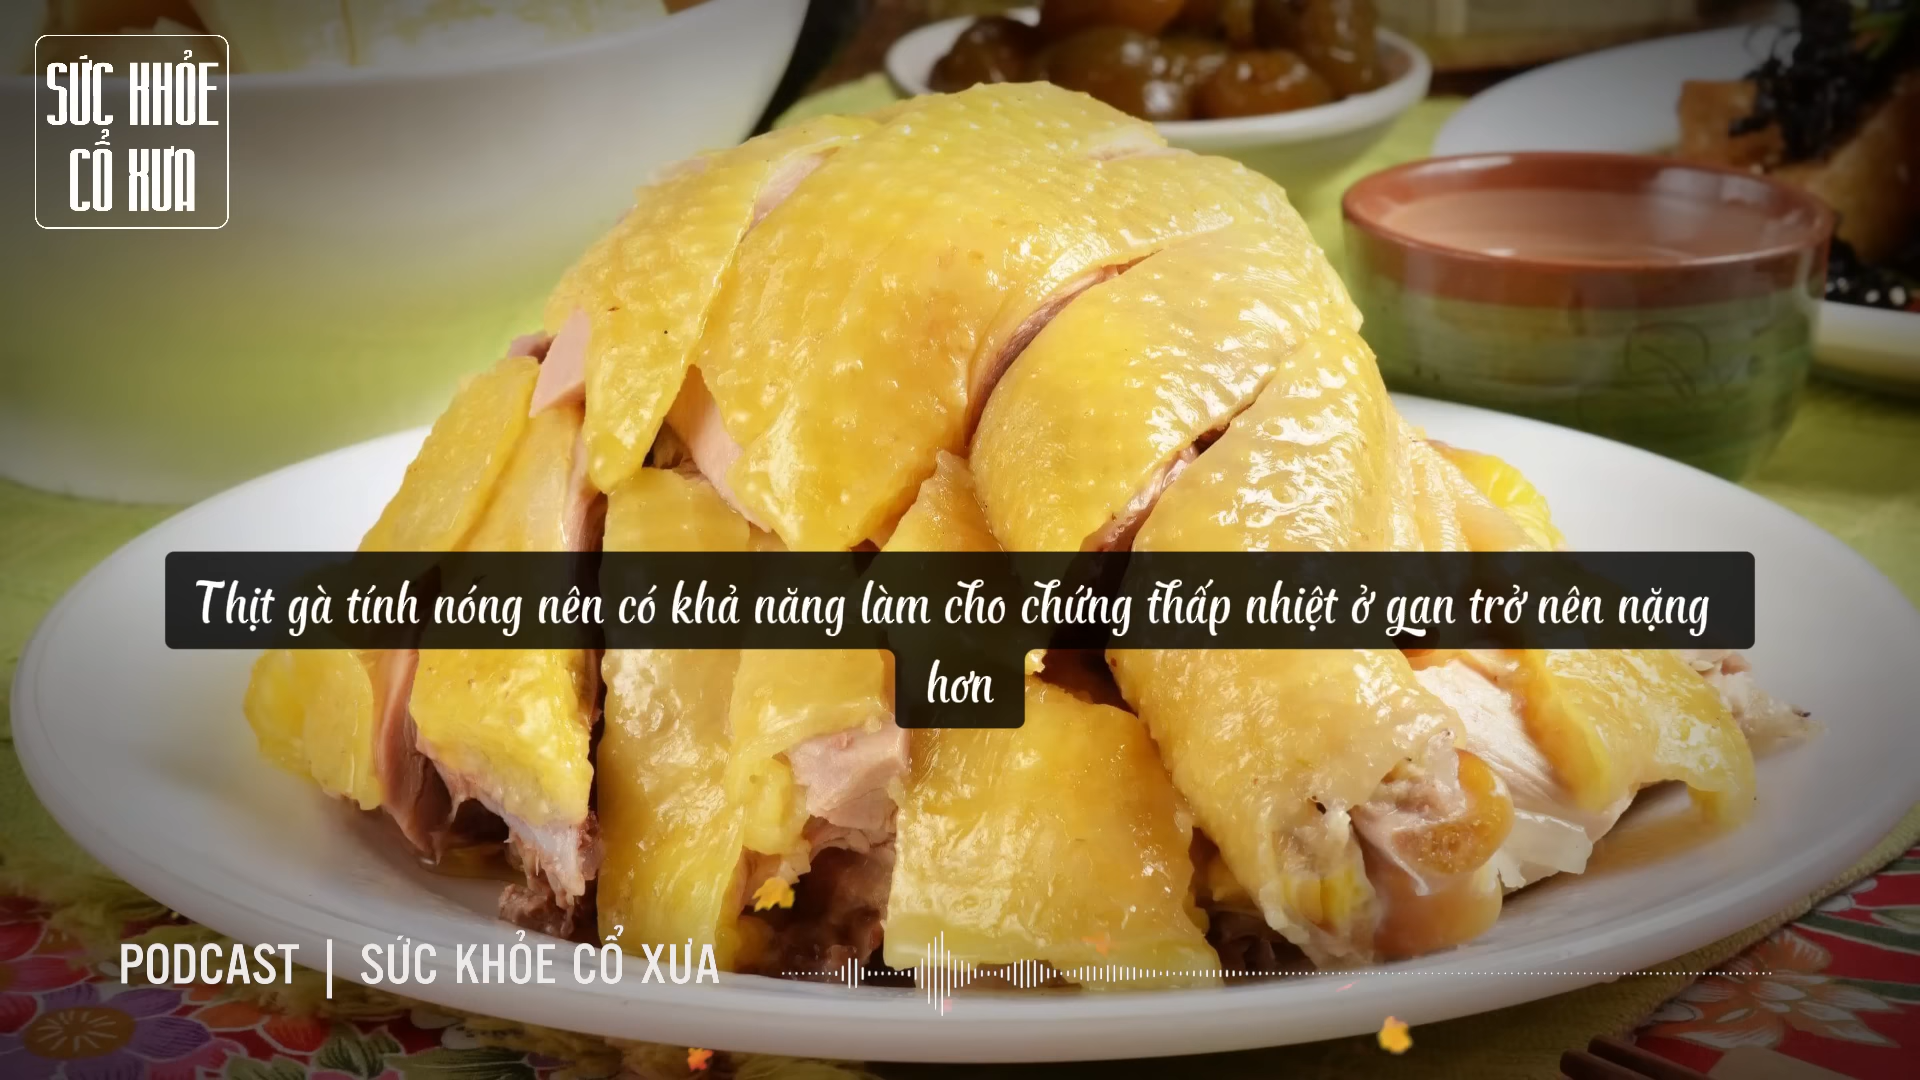 SỨC KHỎE
CỔ XƯA
Thịt gà tính nóng nên có khả năng làm cho chứng thấp nhiệt ở gan trở nên nặng
hơn
PODCAST | SỨC KHỎE CỔ XƯA